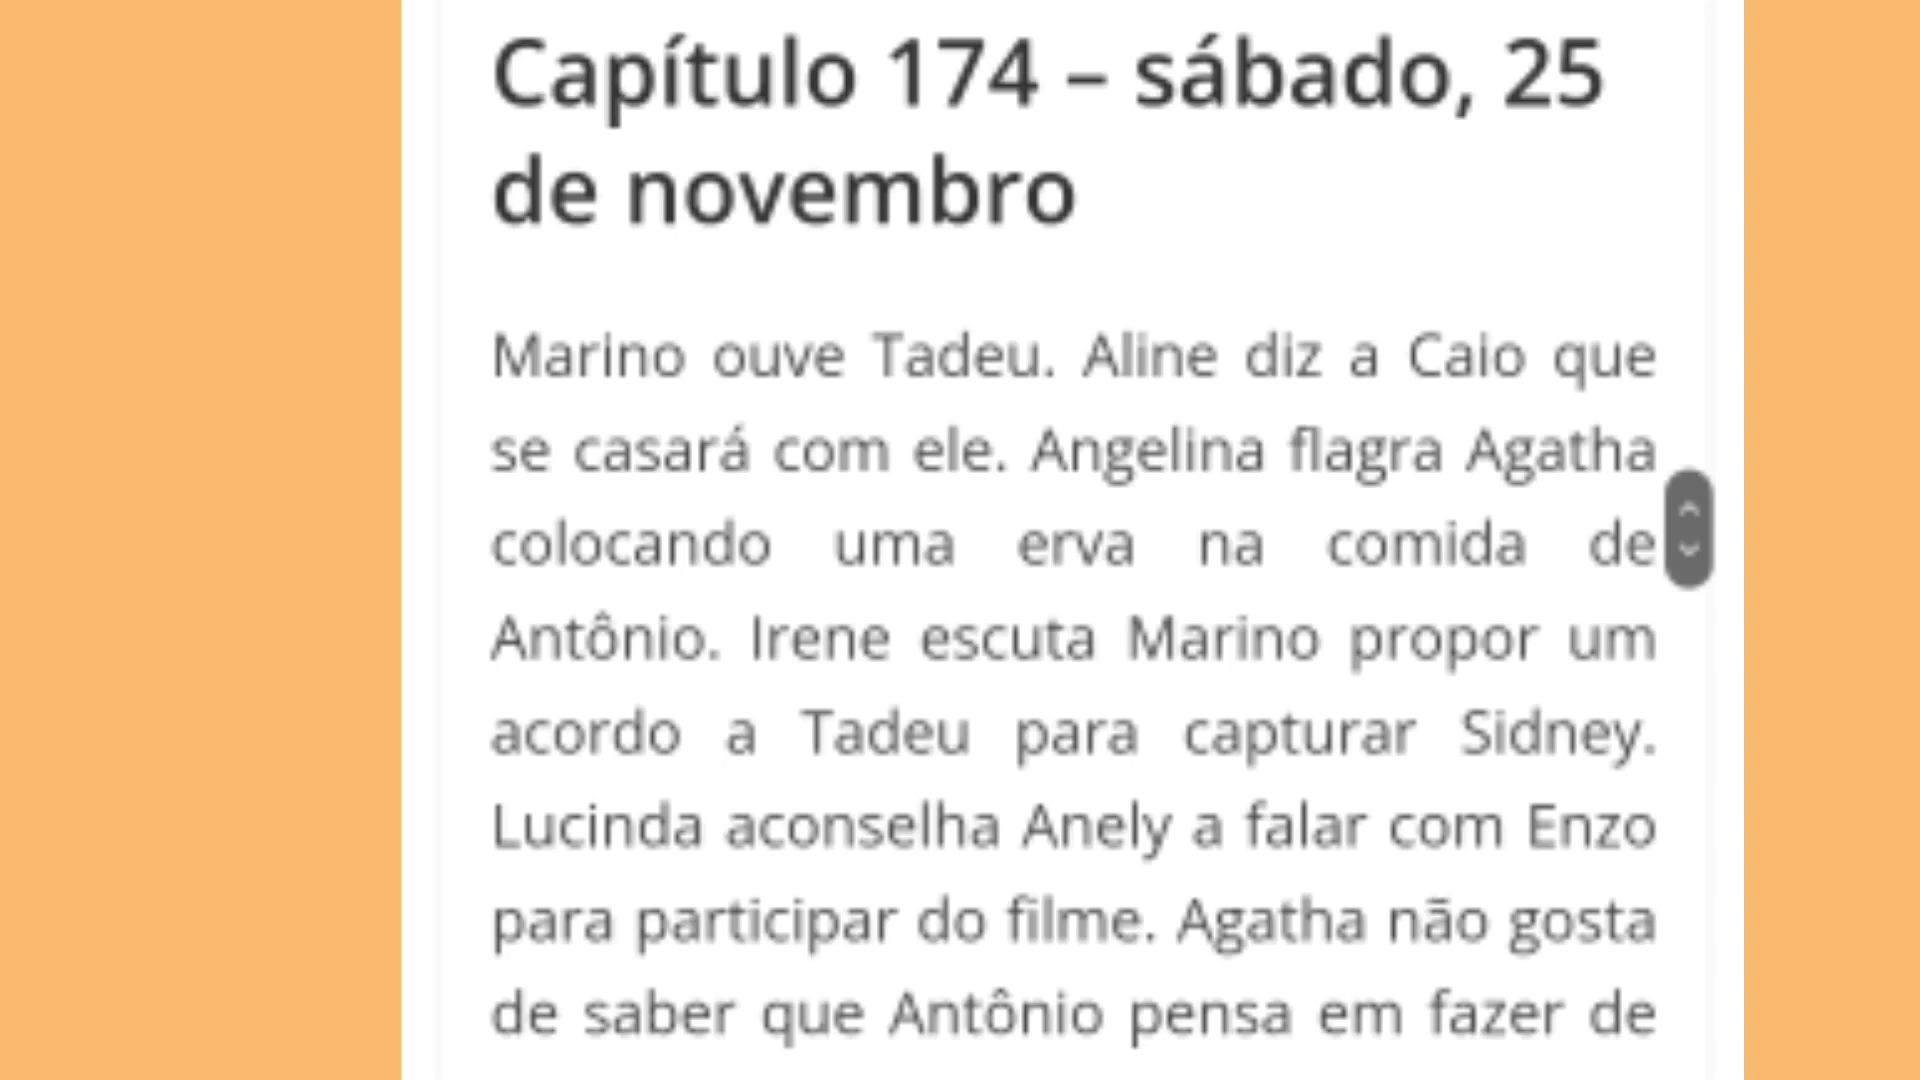 Capítulo 174 – sábado, 25
de novembro
Marino ouve Tadeu. Aline diz a Caio que
se casará com ele. Angelina flagra Agatha
colocando uma erva na comida de
Antônio. Irene escuta Marino propor um
acordo a Tadeu para capturar Sidney.
Lucinda aconselha Anely a falar com Enzo
para participar do filme. Agatha não gosta
de saber que Antônio pensa em fazer de